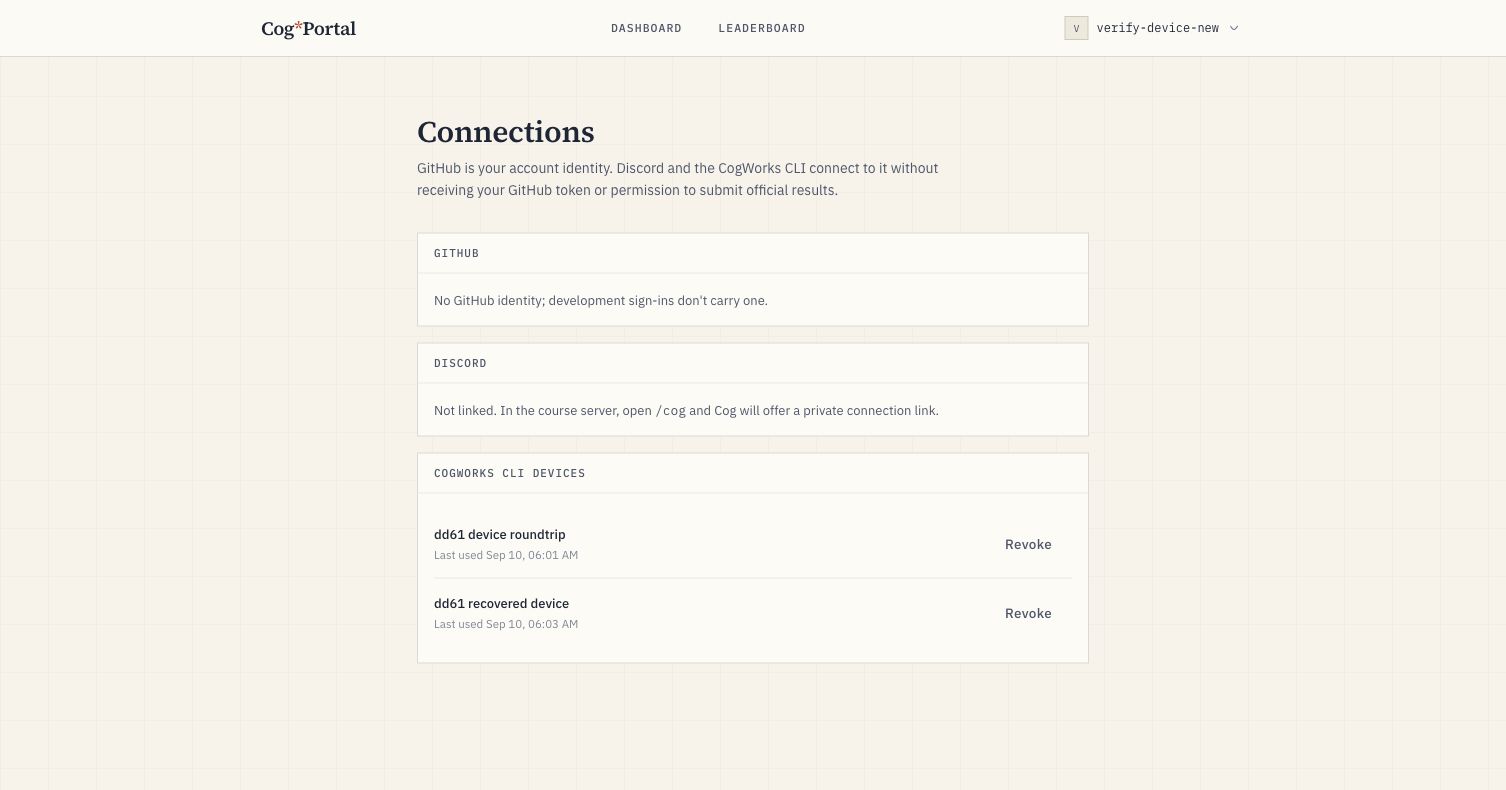 Cog*Portal
DASHBOARD
LEADERBOARD
V
verify-device-new
Connections
GitHub is your account identity. Discord and the CogWorks CLI connect to it without
receiving your GitHub token or permission to submit official results.
GITHUB
No GitHub identity; development sign-ins don't carry one.
DISCORD
Not linked. In the course server, open /cog and Cog will offer a private connection link.
COGWORKS CLI DEVICES
dd61 device roundtrip
Last used Sep 10, 06:01 AM
Revoke
dd61 recovered device
Last used Sep 10, 06:03 AM
Revoke